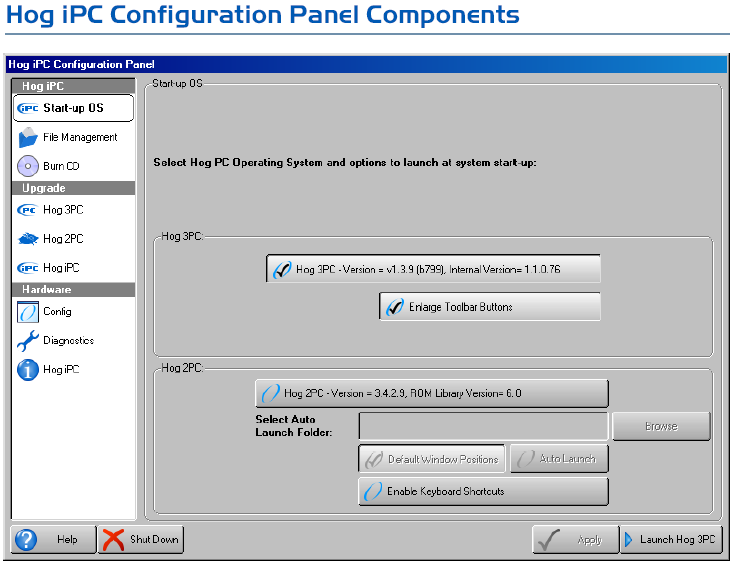 Hog iPC Configuration Panel Components
Hog iPC Configuration Panel
Hog iPC
iPC Start-up OS
File Management
Burn CD
Upgrade
PC Hog 3PC
Hog 2PC
iPC Hog iPC
Hardware
Config
Diagnostics
Hog iPC
Start-up OS
Select Hog PC Operating System and options to launch at system start-up:
Hog 3PC:
Hog 3PC - Version = v1.3.9 (b799), Internal Version= 1.1.0.76
Enlarge Toolbar Buttons
Hog 2PC:
Hog 2PC - Version = 3.4.2.9, ROM Library Version= 6.0
Select Auto
Launch Folder:
Browse
Default Window Positions
Auto Launch
Enable Keyboard Shortcuts
Help
Shut Down
Apply
Launch Hog 3PC